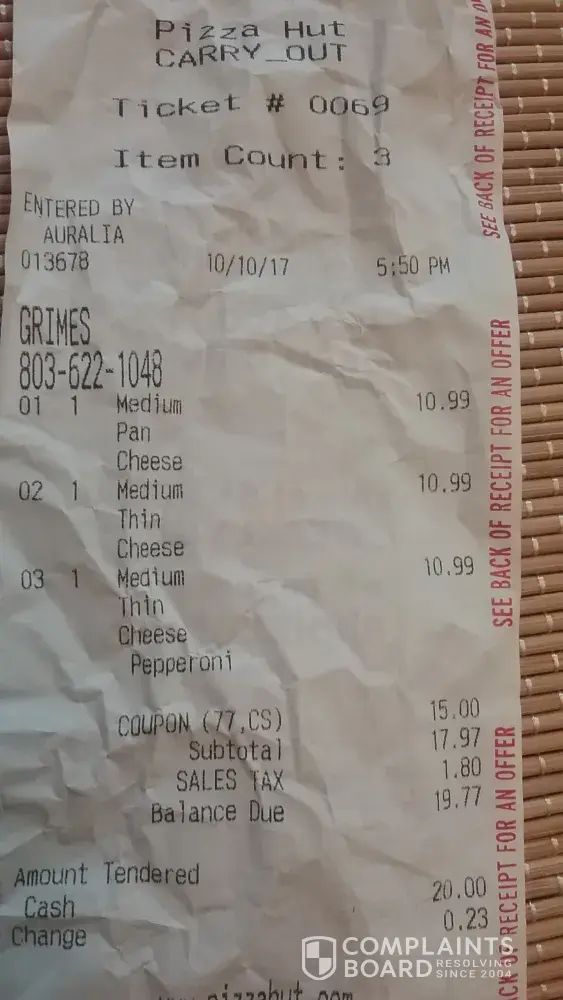 Pizza Hut
CARRY_OUT
Ticket # 0069
Item Count: 3
ENTERED BY
AURALIA
013678 10/10/17 5:50 PM
GRIMES
803-622-1048
01 1 Medium 10.99
Pan
Cheese
02 1 Medium 10.99
Thin
Cheese
03 1 Medium 10.99
Thin
Cheese
Pepperoni
COUPON (77,CS) 15.00
Subtotal 17.97
SALES TAX 1.80
Balance Due 19.77
Amount Tendered
Cash 20.00
Change 0.23
SEE BACK OF RECEIPT FOR AN
SEE BACK OF RECEIPT FOR AN OFFER
RECEIPT FOR AN OFFER
COMPLAINTS
BOARD RESOLVING
SINCE 2004